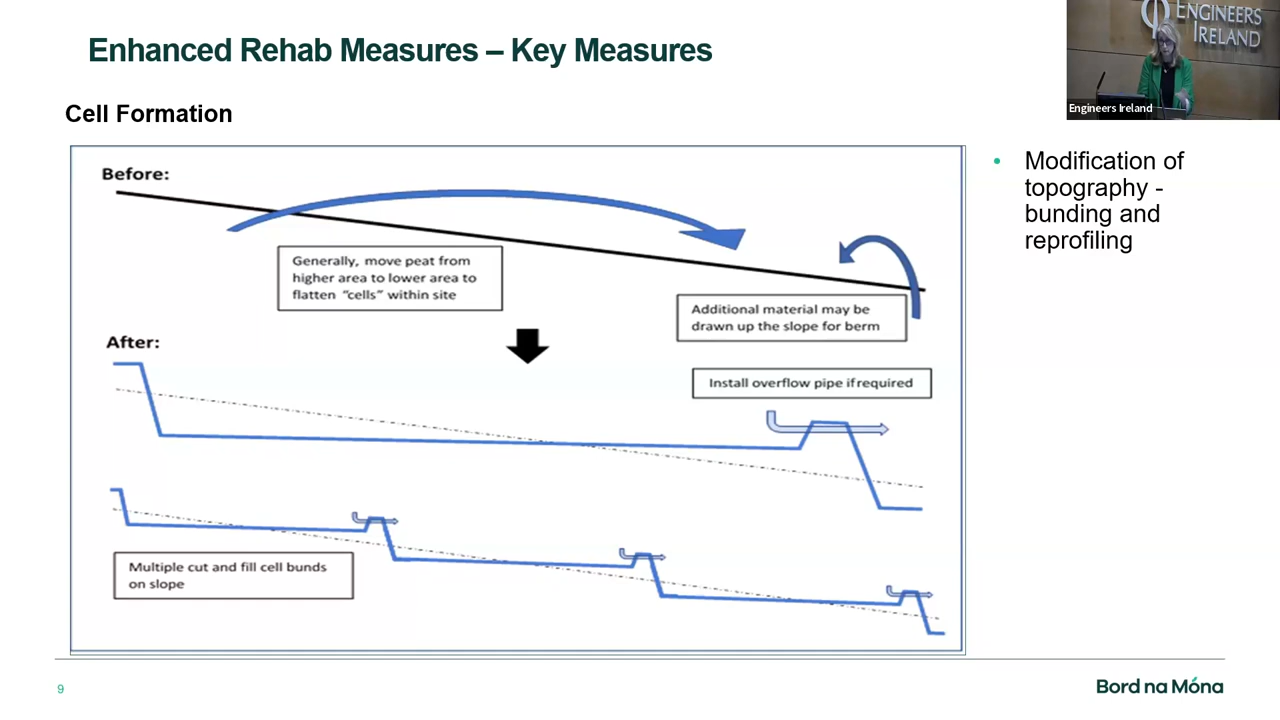 Enhanced Rehab Measures – Key Measures
ENGINEERS
IRELAND
Engineers Ireland
Cell Formation
Before:
Generally, move peat from
higher area to lower area to
flatten “cells” within site
Additional material may be
drawn up the slope for berm
After:
Install overflow pipe if required
Multiple cut and fill cell bunds
on slope
• Modification of
topography -
bunding and
reprofiling
9
Bord na Móna